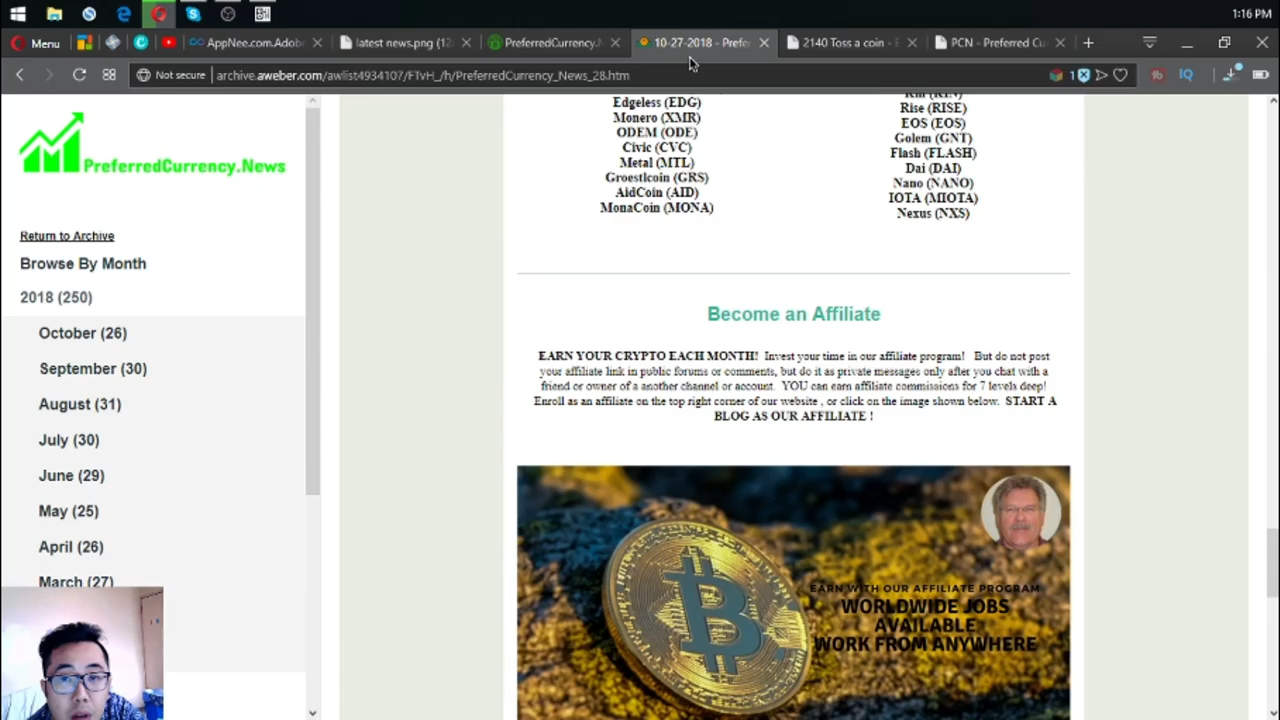 1:16 PM
Menu
AppNee.com.Adob
latest news.png (12
PreferredCurrency.N
10-27-2018 - Prefe
2140 Toss a coin - E
PCN - Preferred Cu
Not secure
archive.aweber.com/awlist4934107/FTvH_/h/PreferredCurrency_News_28.htm
1
IQ
PreferredCurrency.News
Return to Archive
Browse By Month
2018 (250)
October (26)
September (30)
August (31)
July (30)
June (29)
May (25)
April (26)
March (27)
Edgeless (EDG)
Monero (XMR)
ODEM (ODE)
Civic (CVC)
Metal (MTL)
Groestlcoin (GRS)
AidCoin (AID)
MonaCoin (MONA)
Rise (RISE)
EOS (EOS)
Golem (GNT)
Flash (FLASH)
Dai (DAI)
Nano (NANO)
IOTA (MIOTA)
Nexus (NXS)
Become an Affiliate
EARN YOUR CRYPTO EACH MONTH! Invest your time in our affiliate program! But do not post
your affiliate link in public forums or comments, but do it as private messages only after you chat with a
friend or owner of a another channel or account. YOU can earn affiliate commissions for 7 levels deep!
Enroll as an affiliate on the top right corner of our website , or click on the image shown below. START A
BLOG AS OUR AFFILIATE !
EARN WITH OUR AFFILIATE PROGRAM
WORLDWIDE JOBS
AVAILABLE
WORK FROM ANYWHERE